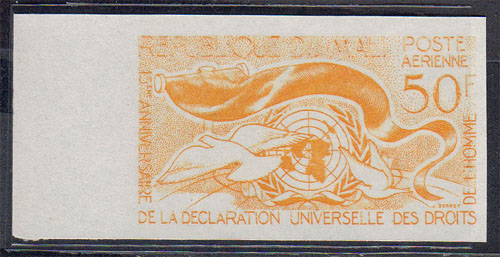 REPUBLIQUE DU MALI
POSTE
AERIENNE
50F
15ÈME ANNIVERSAIRE
DE LA DECLARATION UNIVERSELLE DES DROITS
DE L'HOMME